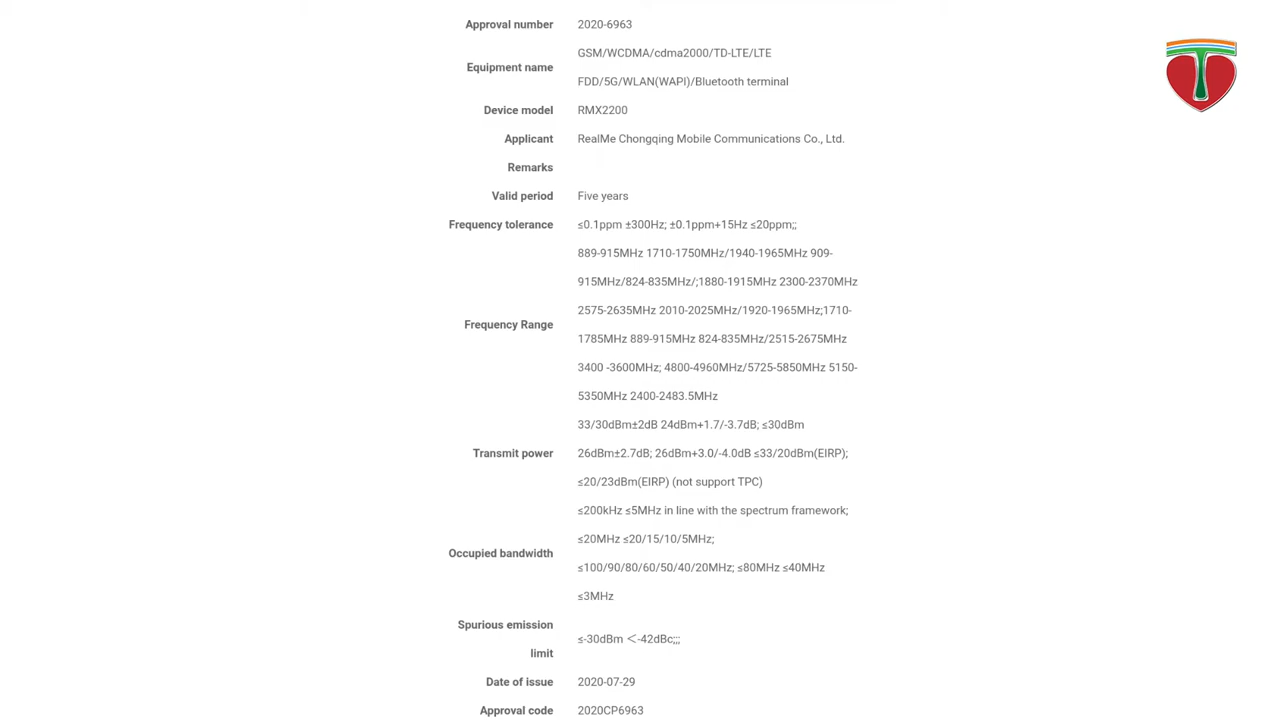 Approval number 2020-6963
GSM/WCDMA/cdma2000/TD-LTE/LTE
Equipment name
FDD/5G/WLAN(WAPI)/Bluetooth terminal
Device model RMX2200
Applicant RealMe Chongqing Mobile Communications Co., Ltd.
Remarks
Valid period Five years
Frequency tolerance ≤0.1ppm ±300Hz; ±0.1ppm+15Hz ≤20ppm;;
889-915MHz 1710-1750MHz/1940-1965MHz 909-
915MHz/824-835MHz/;1880-1915MHz 2300-2370MHz
2575-2635MHz 2010-2025MHz/1920-1965MHz;1710-
Frequency Range
1785MHz 889-915MHz 824-835MHz/2515-2675MHz
3400 -3600MHz; 4800-4960MHz/5725-5850MHz 5150-
5350MHz 2400-2483.5MHz
33/30dBm±2dB 24dBm+1.7/-3.7dB; ≤30dBm
Transmit power 26dBm±2.7dB; 26dBm+3.0/-4.0dB ≤33/20dBm(EIRP);
≤20/23dBm(EIRP) (not support TPC)
≤200kHz ≤5MHz in line with the spectrum framework;
≤20MHz ≤20/15/10/5MHz;
Occupied bandwidth
≤100/90/80/60/50/40/20MHz; ≤80MHz ≤40MHz
≤3MHz
Spurious emission
limit
≤-30dBm ＜-42dBc;;;
Date of issue 2020-07-29
Approval code 2020CP6963
T